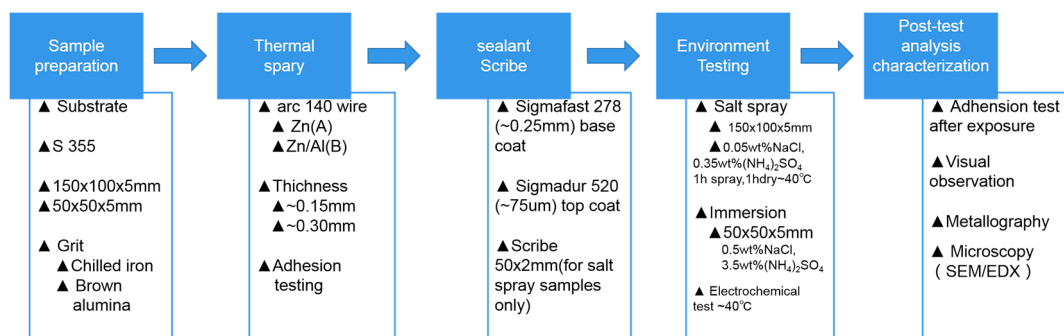 Sample
preparation
▲ Substrate
▲S 355
▲150x100x5mm
▲50x50x5mm
▲ Grit
▲Chilled iron
▲ Brown
alumina
Thermal
spary
▲arc 140 wire
▲ Zn(A)
▲ Zn/Al(B)
▲Thichness
▲~0.15mm
▲~0.30mm
▲Adhesion
testing
sealant
Scribe
▲ Sigmafast 278
(~0.25mm) base
coat
▲ Sigmadur 520
(~75um) top coat
▲Scribe
50x2mm(for salt
spray samples
only)
Environment
Testing
▲ Salt spray
▲ 150x100x5mm
▲0.05wt%NaCl,
0.35wt%(NH4)2SO4
1h spray,1hdry~40℃
▲Immersion
▲50x50x5mm
0.5wt%NaCl,
3.5wt%(NH4)2SO4
▲ Electrochemical
test ~40℃
Post-test
analysis
characterization
▲Adhension test
after exposure
▲Visual
observation
▲Metallography
▲ Microscopy
( SEM/EDX )